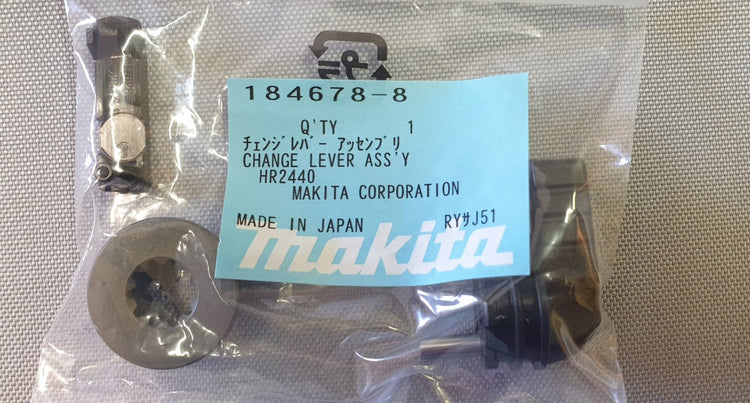 184678-8
Q'TY 1
ﾁｪﾝｼﾞﾚﾊﾞｰ ｱｯｾﾝﾌﾞﾘ
CHANGE LEVER ASS'Y
HR2440
MAKITA CORPORATION
MADE IN JAPAN RYｻJ51
makita